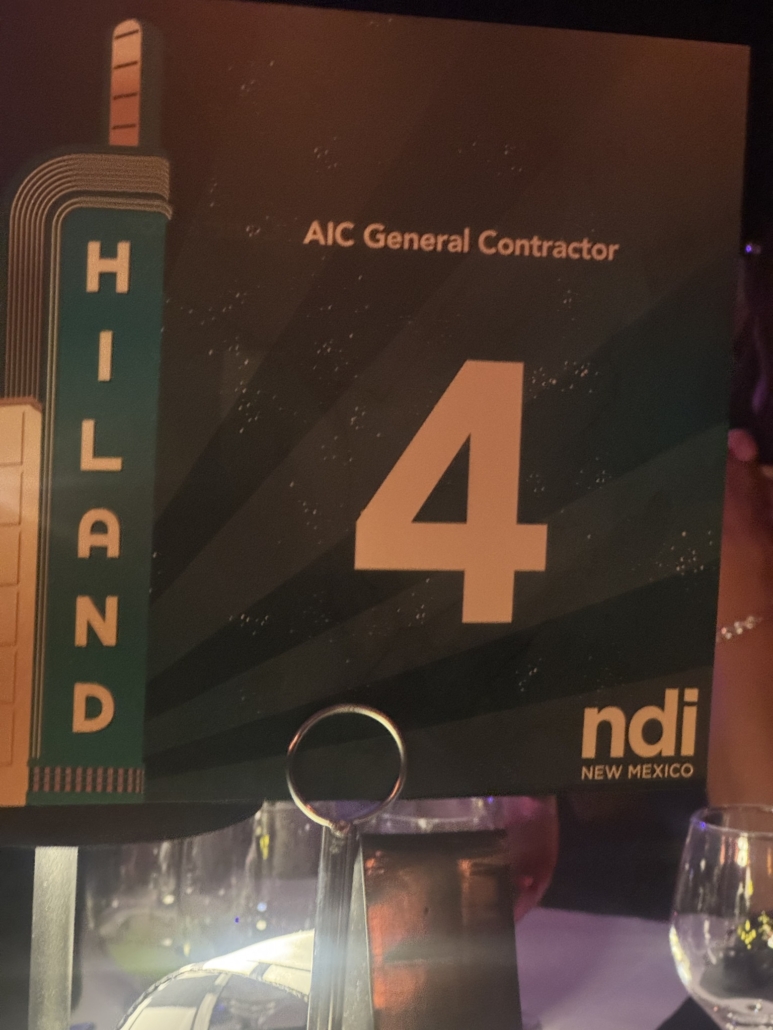 HILAND
AIC General Contractor
4
ndi
NEW MEXICO